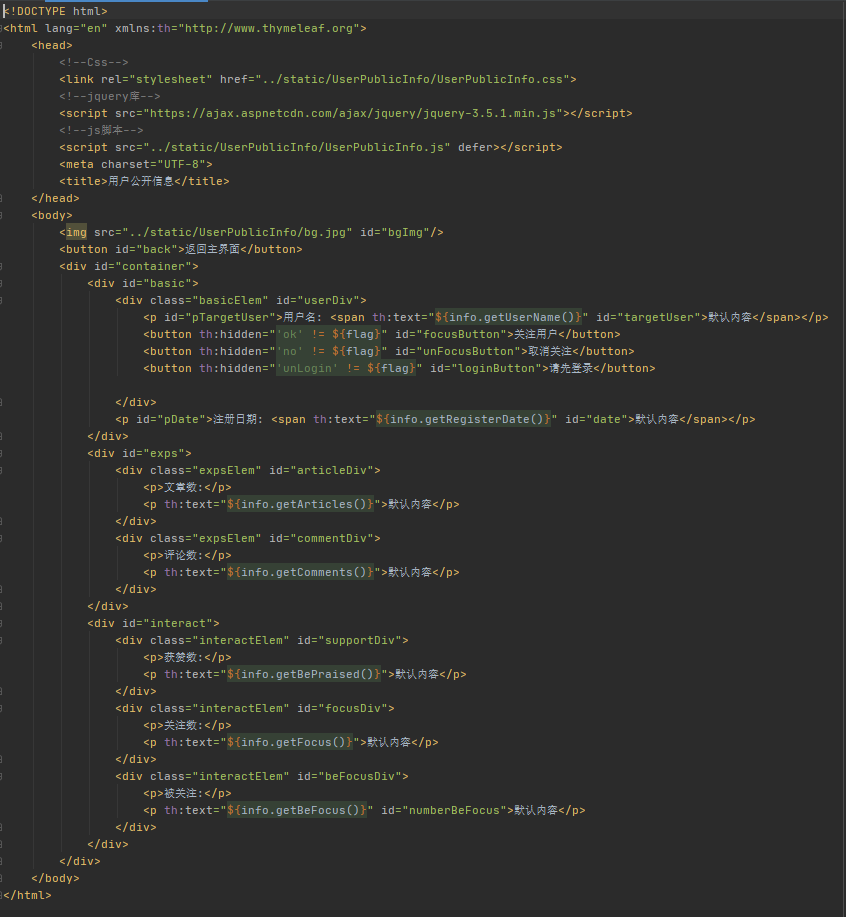 <!DOCTYPE html>
<html lang="en" xmlns:th="http://www.thymeleaf.org">
    <head>
        <!--Css-->
        <link rel="stylesheet" href="../static/UserPublicInfo/UserPublicInfo.css">
        <!--jquery库-->
        <script src="https://ajax.aspnetcdn.com/ajax/jquery/jquery-3.5.1.min.js"></script>
        <!--js脚本-->
        <script src="../static/UserPublicInfo/UserPublicInfo.js" defer></script>
        <meta charset="UTF-8">
        <title>用户公开信息</title>
    </head>
    <body>
        <img src="../static/UserPublicInfo/bg.jpg" id="bgImg"/>
        <button id="back">返回主界面</button>
        <div id="container">
            <div id="basic">
                <div class="basicElem" id="userDiv">
                    <p id="pTargetUser">用户名: <span th:text="${info.getUserName()}" id="targetUser">默认内容</span></p>
                    <button th:hidden="'ok' != ${flag}" id="focusButton">关注用户</button>
                    <button th:hidden="'no' != ${flag}" id="unFocusButton">取消关注</button>
                    <button th:hidden="'unLogin' != ${flag}" id="loginButton">请先登录</button>
                </div>
                <p id="pDate">注册日期: <span th:text="${info.getRegisterDate()}" id="date">默认内容</span></p>
            </div>
            <div id="exps">
                <div class="expsElem" id="articleDiv">
                    <p>文章数:</p>
                    <p th:text="${info.getArticles()}">默认内容</p>
                </div>
                <div class="expsElem" id="commentDiv">
                    <p>评论数:</p>
                    <p th:text="${info.getComments()}">默认内容</p>
                </div>
            </div>
            <div id="interact">
                <div class="interactElem" id="supportDiv">
                    <p>获赞数:</p>
                    <p th:text="${info.getBePraised()}">默认内容</p>
                </div>
                <div class="interactElem" id="focusDiv">
                    <p>关注数:</p>
                    <p th:text="${info.getFocus()}">默认内容</p>
                </div>
                <div class="interactElem" id="beFocusDiv">
                    <p>被关注:</p>
                    <p th:text="${info.getBeFocus()}" id="numberBeFocus">默认内容</p>
                </div>
            </div>
        </div>
    </body>
</html>